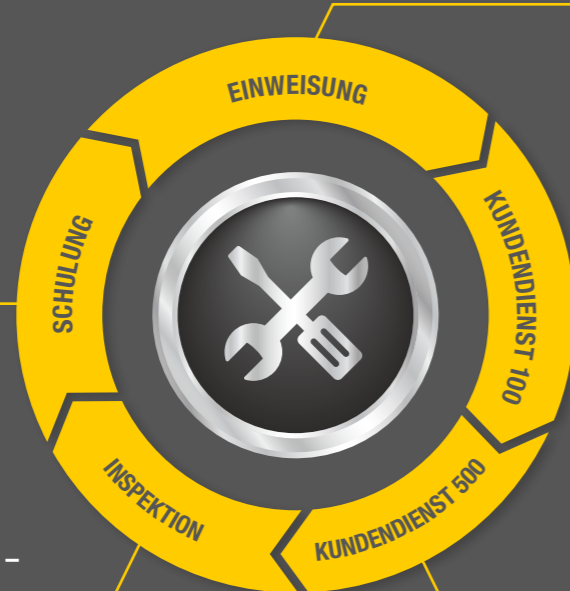 EINWEISUNG
KUNDENDIENST 100
KUNDENDIENST 500
INSPEKTION
SCHULUNG
–